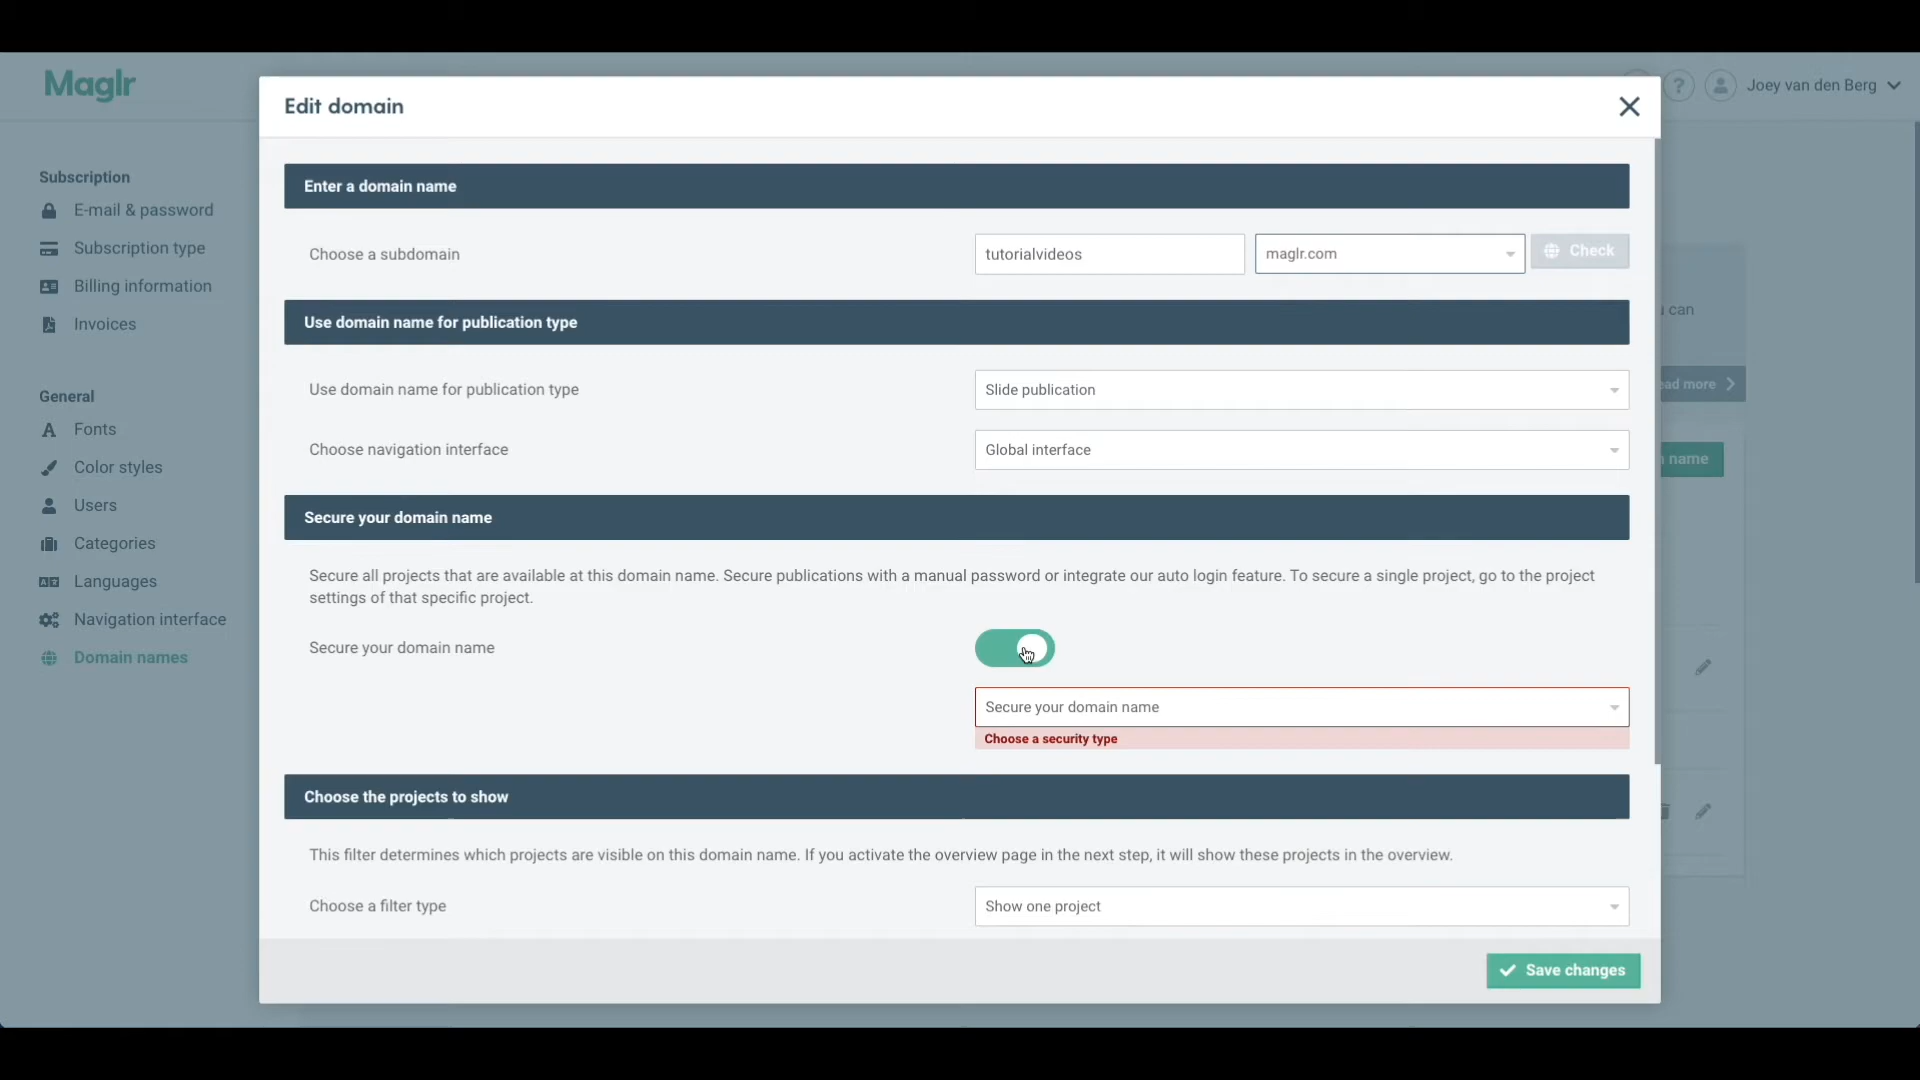 Maglr
Edit domain
?
Joey van den Berg
Subscription
E-mail & password
Subscription type
Billing information
Invoices
General
Fonts
Color styles
Users
Categories
Languages
Navigation interface
Domain names
Enter a domain name
Choose a subdomain
tutorialvideos
maglr.com
Check
Use domain name for publication type
Use domain name for publication type
Slide publication
Choose navigation interface
Global interface
Secure your domain name
Secure all projects that are available at this domain name. Secure publications with a manual password or integrate our auto login feature. To secure a single project, go to the project
settings of that specific project.
Secure your domain name
Secure your domain name
Choose a security type
Choose the projects to show
This filter determines which projects are visible on this domain name. If you activate the overview page in the next step, it will show these projects in the overview.
Choose a filter type
Show one project
Save changes
can
more
name